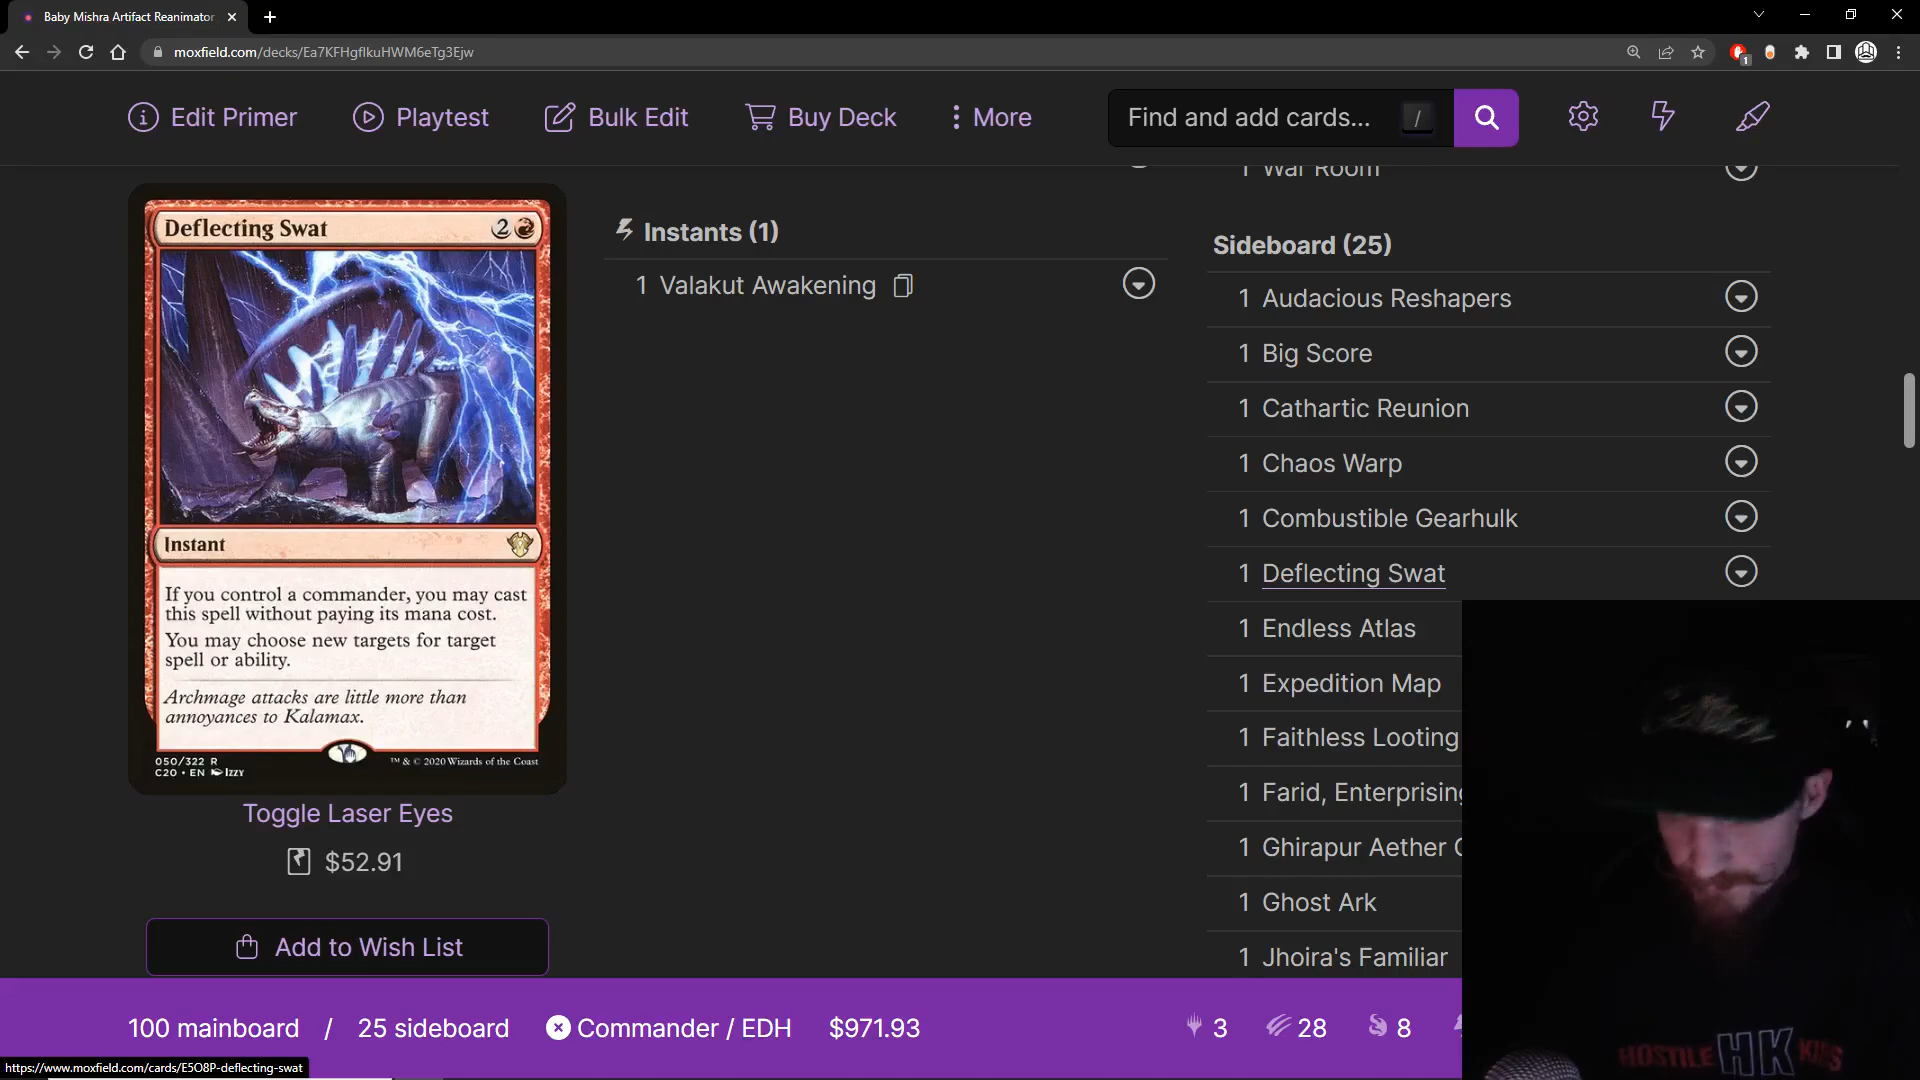 Baby Mishra Artifact Reanimator
moxfield.com/decks/Ea7KFHgflkuHWM6eTg3Ejw
1
Edit Primer
Playtest
Bulk Edit
Buy Deck
More
Find and add cards...
/
Deflecting Swat
2
Instant
If you control a commander, you may cast
this spell without paying its mana cost.
You may choose new targets for target
spell or ability.
Archmage attacks are little more than
annoyances to Kalamax.
050/322 R
C20 • EN Izzy
™ & © 2020 Wizards of the Coast
Toggle Laser Eyes
$52.91
Add to Wish List
Instants (1)
1 Valakut Awakening
1 War Room
Sideboard (25)
1 Audacious Reshapers
1 Big Score
1 Cathartic Reunion
1 Chaos Warp
1 Combustible Gearhulk
1 Deflecting Swat
1 Endless Atlas
1 Expedition Map
1 Faithless Looting
1 Farid, Enterprising
1 Ghirapur Aether
1 Ghost Ark
1 Jhoira's Familiar
HOSTILE HK KIDS
100 mainboard / 25 sideboard
Commander / EDH
$971.93
3
28
8
https://www.moxfield.com/cards/E5O8P-deflecting-swat